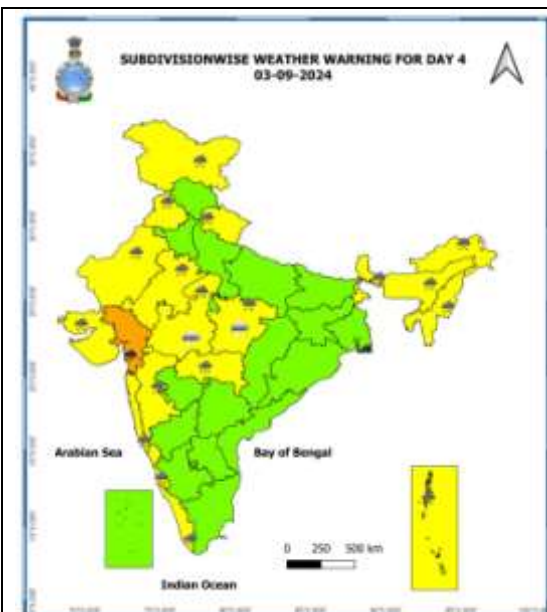 SUBDIVISIONWISE WEATHER WARNING FOR DAY 4
03-09-2024
Arabian Sea
Bay of Bengal
0 250 500 km
Indian Ocean